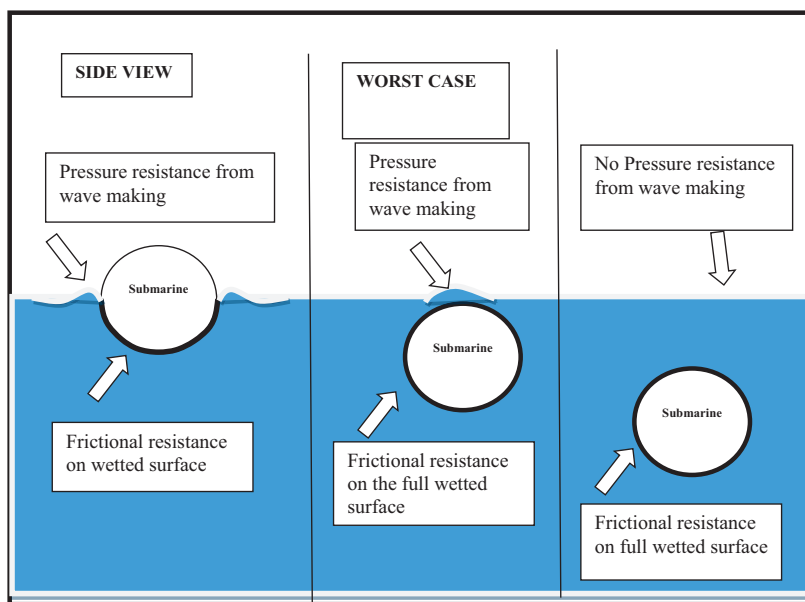 SIDE VIEW
Pressure resistance from
wave making
Submarine
Frictional resistance
on wetted surface
WORST CASE
Pressure
resistance from
wave making
Submarine
Frictional resistance
on the full wetted
surface
No Pressure resistance
from wave making
Submarine
Frictional resistance
on full wetted surface